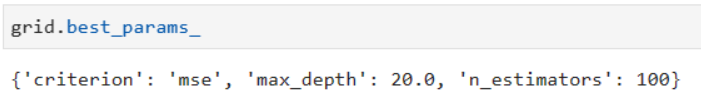 grid.best_params_
{'criterion': 'mse', 'max_depth': 20.0, 'n_estimators': 100}